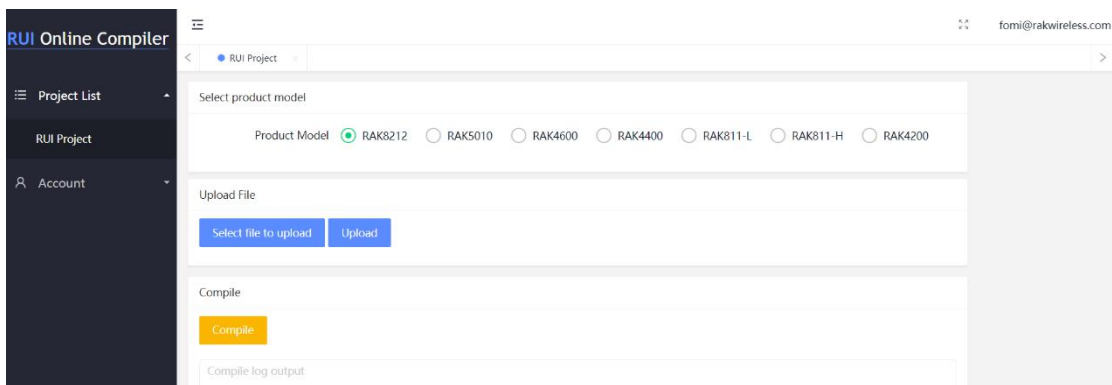 RUI Online Compiler
fomi@rakwireless.com
RUI Project
Project List
RUI Project
Account
Select product model
Product Model RAK8212 RAK5010 RAK4600 RAK4400 RAK811-L RAK811-H RAK4200
Upload File
Select file to upload Upload
Compile
Compile
Compile log output